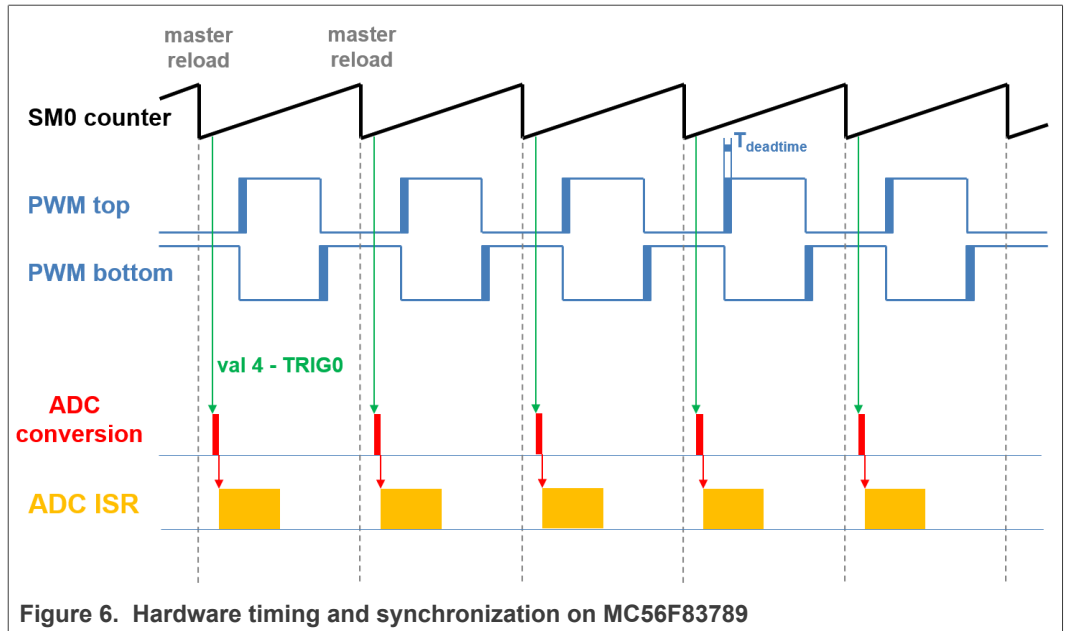 master
reload
master
reload
SM0 counter
T_deadtime
PWM top
PWM bottom
val 4 - TRIG0
ADC
conversion
ADC ISR
Figure 6. Hardware timing and synchronization on MC56F83789